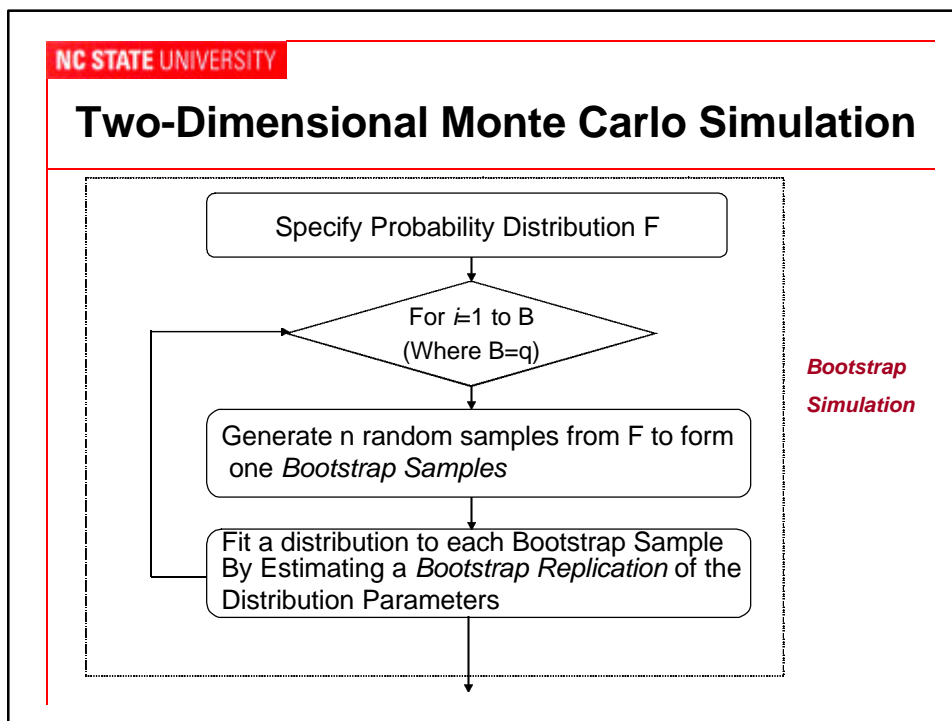 NC STATE UNIVERSITY
Two-Dimensional Monte Carlo Simulation
Specify Probability Distribution F
For i=1 to B
(Where B=q)
Bootstrap
Simulation
Generate n random samples from F to form
one Bootstrap Samples
Fit a distribution to each Bootstrap Sample
By Estimating a Bootstrap Replication of the
Distribution Parameters